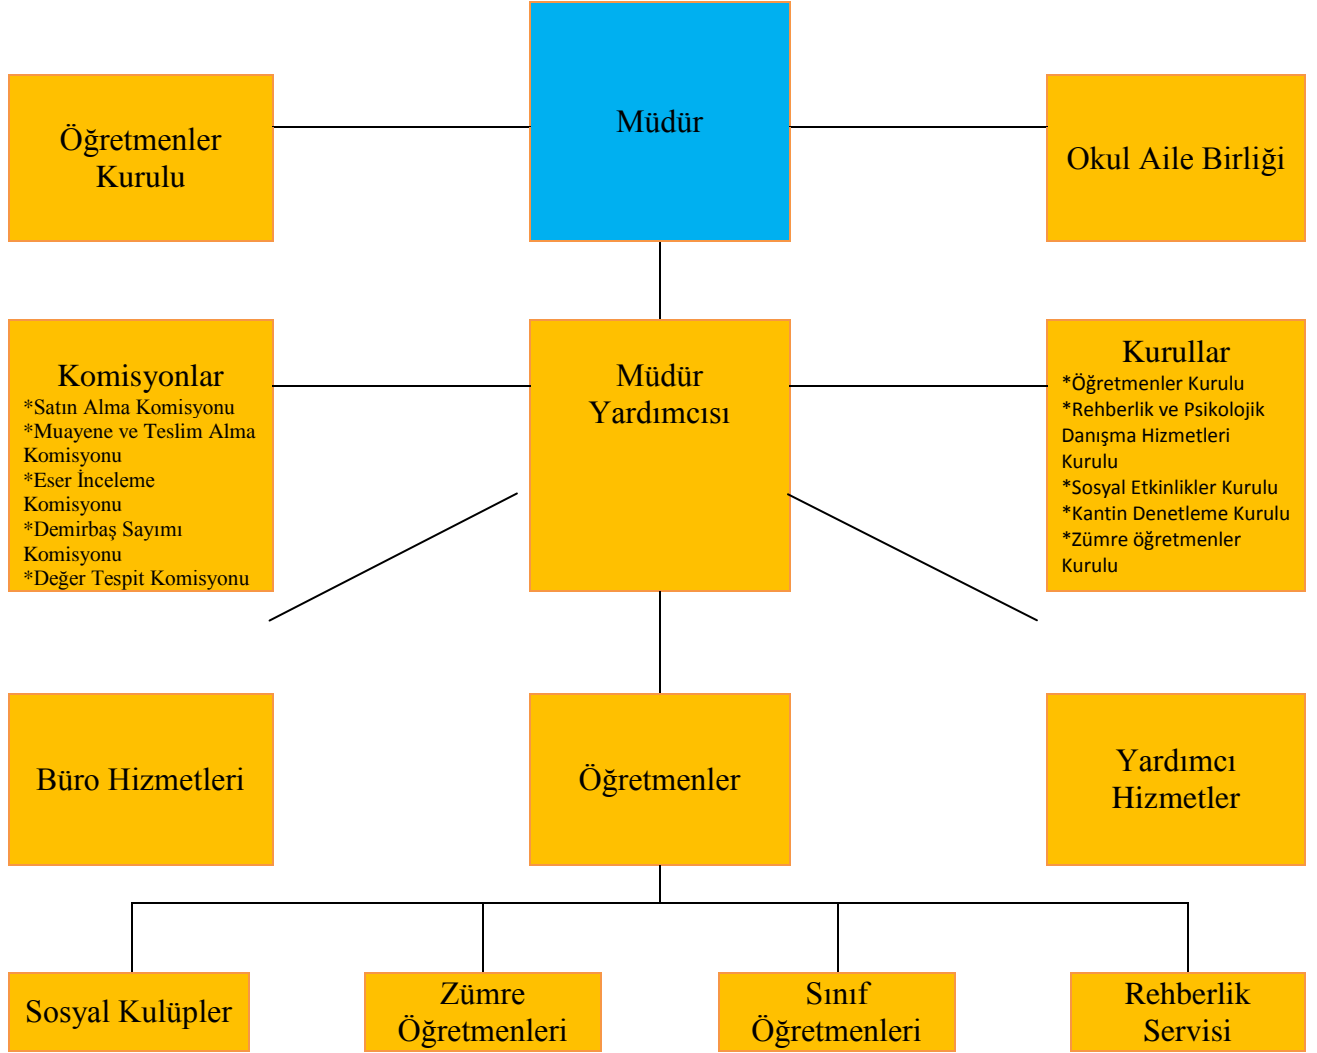 Müdür
Öğretmenler
Kurulu
Okul Aile Birliği
Komisyonlar
*Satın Alma Komisyonu
*Muayene ve Teslim Alma
Komisyonu
*Eser İnceleme
Komisyonu
*Demirbaş Sayımı
Komisyonu
*Değer Tespit Komisyonu
Müdür
Yardımcısı
Kurullar
*Öğretmenler Kurulu
*Rehberlik ve Psikolojik
Danışma Hizmetleri
Kurulu
*Sosyal Etkinlikler Kurulu
*Kantin Denetleme Kurulu
*Zümre öğretmenler
Kurulu
Büro Hizmetleri
Öğretmenler
Yardımcı
Hizmetler
Sosyal Kulüpler
Zümre
Öğretmenleri
Sınıf
Öğretmenleri
Rehberlik
Servisi